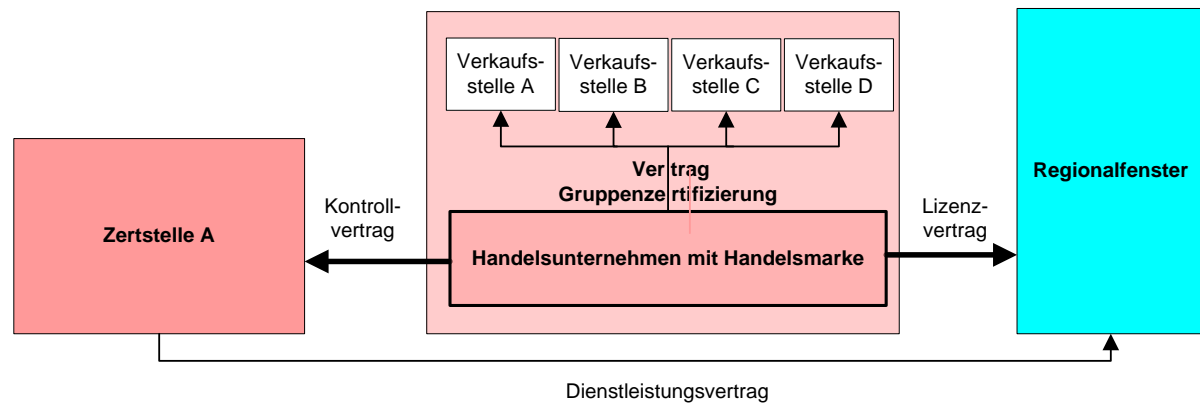 Verkaufs-
stelle A
Verkaufs-
stelle B
Verkaufs-
stelle C
Verkaufs-
stelle D
Vertrag
Gruppenzertifizierung
Regionalfenster
Kontroll-
vertrag
Lizenz-
vertrag
Zertstelle A
Handelsunternehmen mit Handelsmarke
Dienstleistungsvertrag